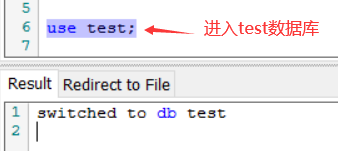 5
6 use test; 进入test数据库
7
Result Redirect to File
1 switched to db test
2